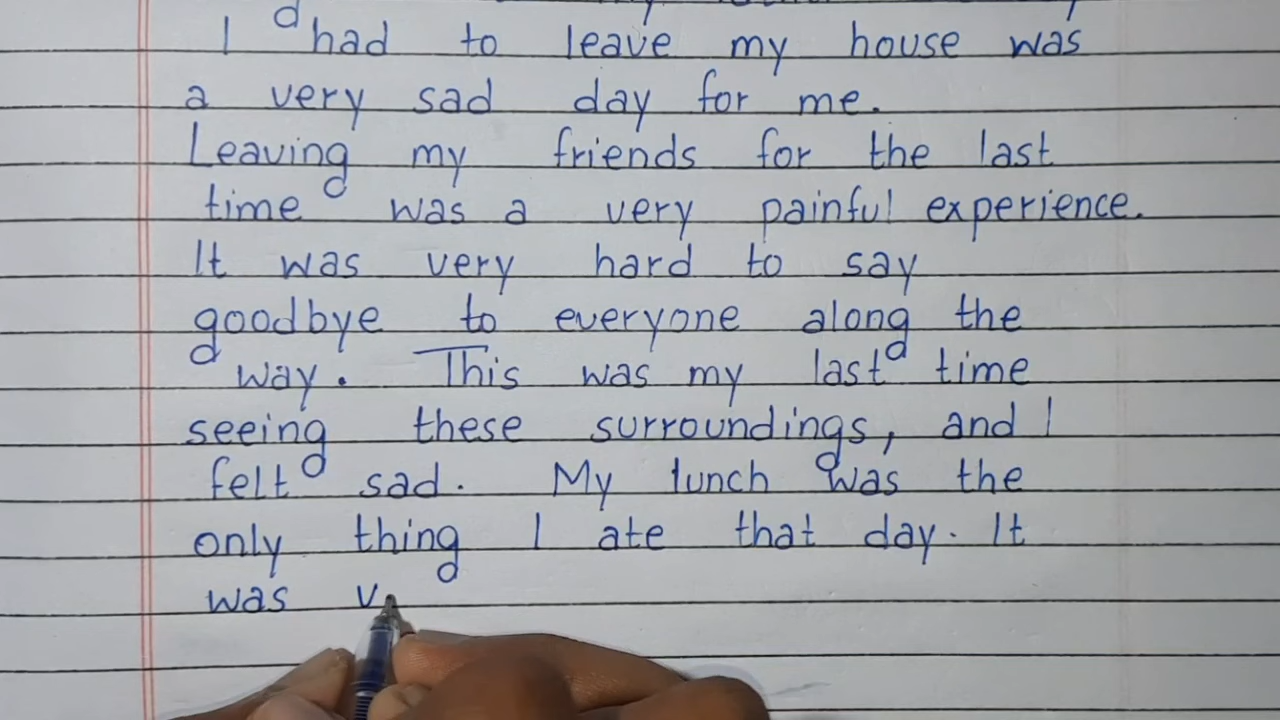 I had to leave my house was
a very sad day for me.
Leaving my friends for the last
time was a very painful experience.
It was very hard to say
goodbye to everyone along the
way. This was my last time
seeing these surroundings, and I
felt sad. My lunch was the
only thing I ate that day. It
was v